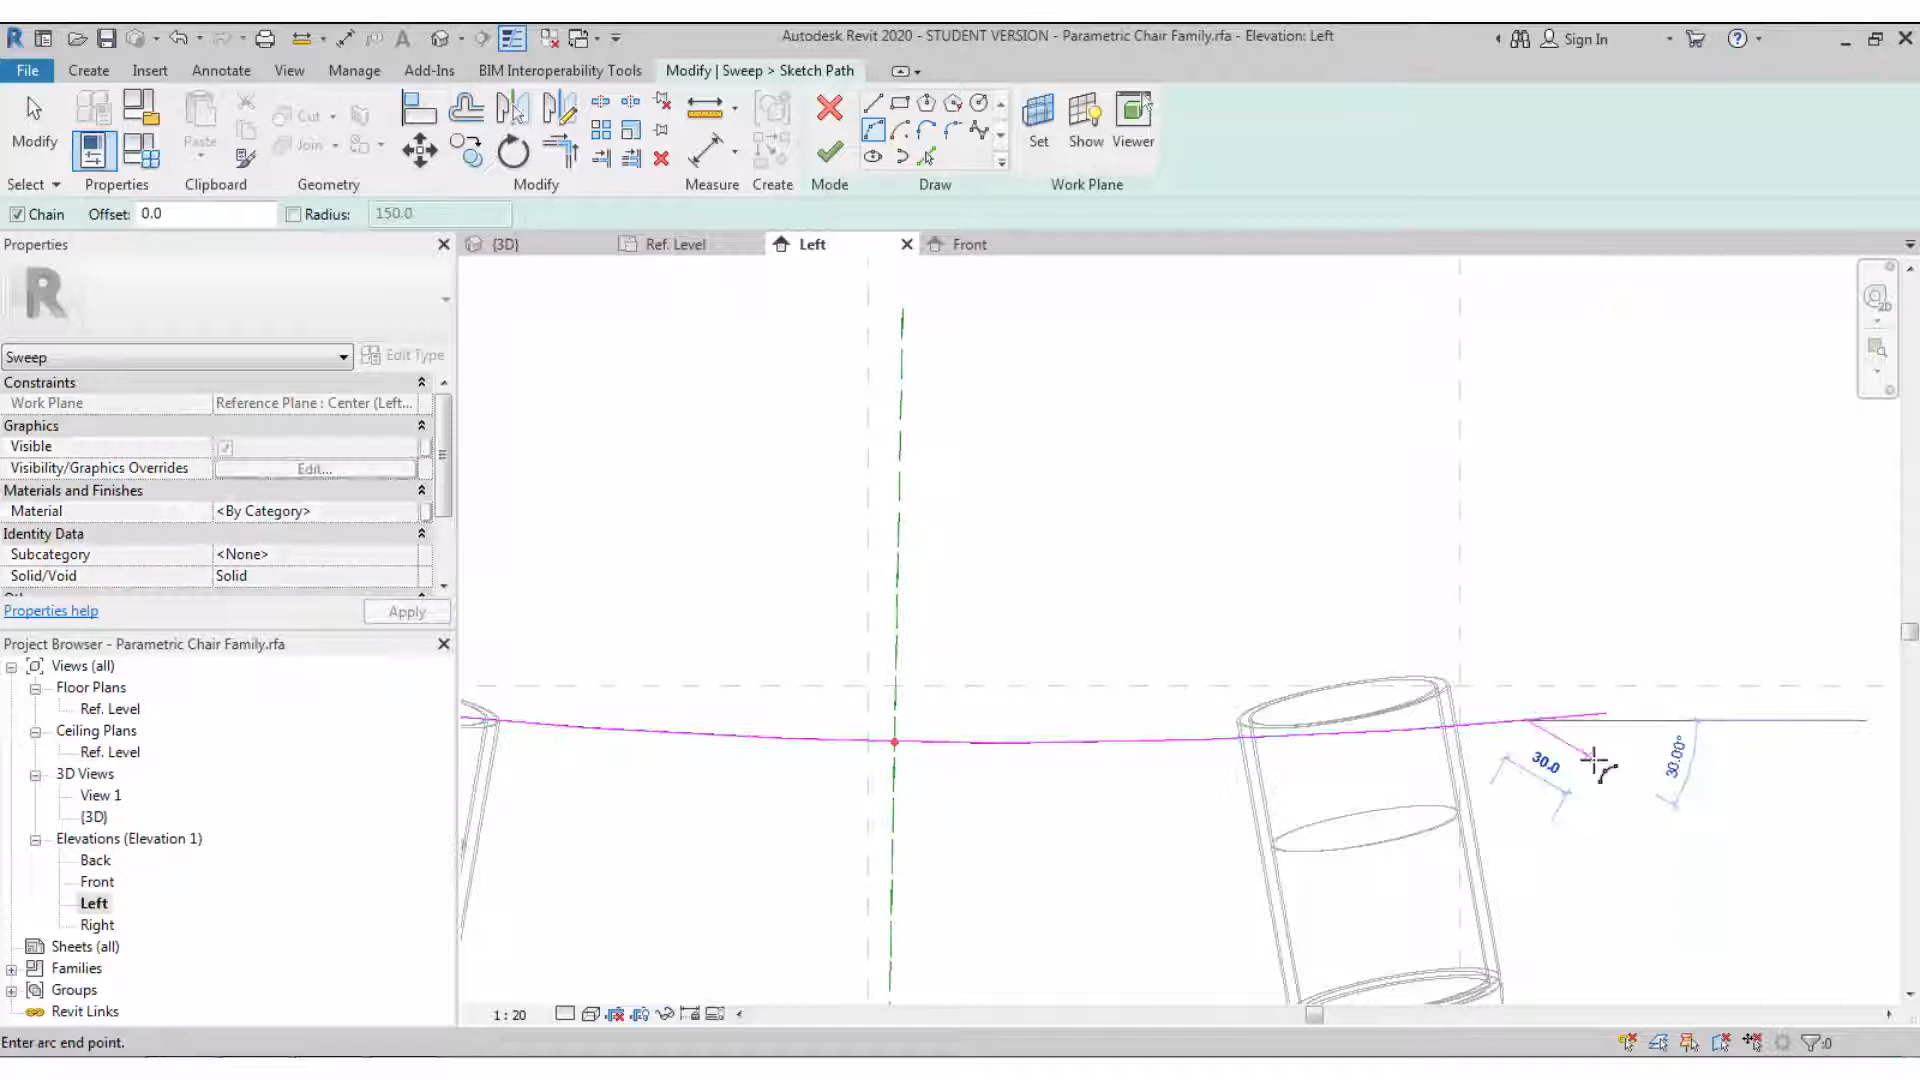 Autodesk Revit 2020 - STUDENT VERSION - Parametric Chair Family.rfa - Elevation: Left
Sign In
File Create Insert Annotate View Manage Add-Ins BIM Interoperability Tools Modify | Sweep > Sketch Path
Modify Paste Cut Join Set Show Viewer
Select Properties Clipboard Geometry Modify Measure Create Mode Draw Work Plane
Chain Offset: 0.0 Radius: 150.0
Properties {3D} Ref. Level Left Front
2D
R
Sweep Edit Type
Constraints
Work Plane Reference Plane : Center (Left...
Graphics
Visible
Visibility/Graphics Overrides Edit...
Materials and Finishes
Material <By Category>
Identity Data
Subcategory <None>
Solid/Void Solid
Properties help Apply
Project Browser - Parametric Chair Family.rfa
Views (all)
Floor Plans
Ref. Level
Ceiling Plans
Ref. Level
3D Views
View 1
{3D}
Elevations (Elevation 1)
Back
Front
Left
Right
Sheets (all)
Families
Groups
Revit Links
30.0
30.00°
1 : 20
Enter arc end point.
:0